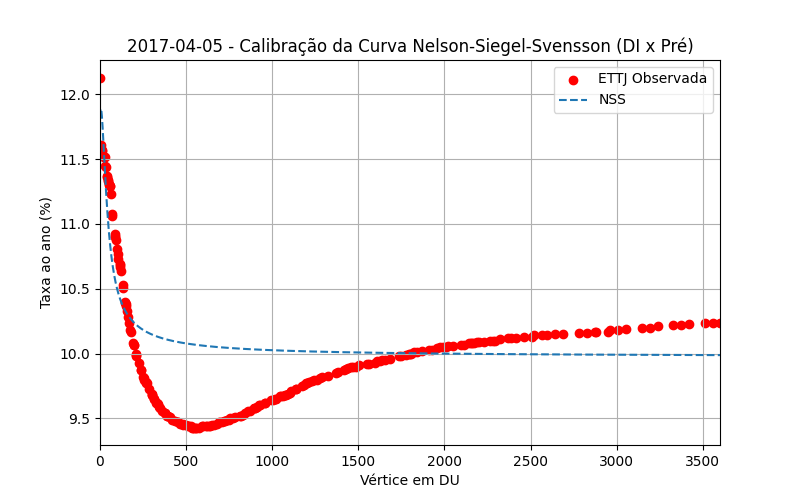 2017-04-05 - Calibração da Curva Nelson-Siegel-Svensson (DI x Pré)
ETTJ Observada
NSS
Taxa ao ano (%)
12.0
11.5
11.0
10.5
10.0
9.5
0 500 1000 1500 2000 2500 3000 3500
Vértice em DU